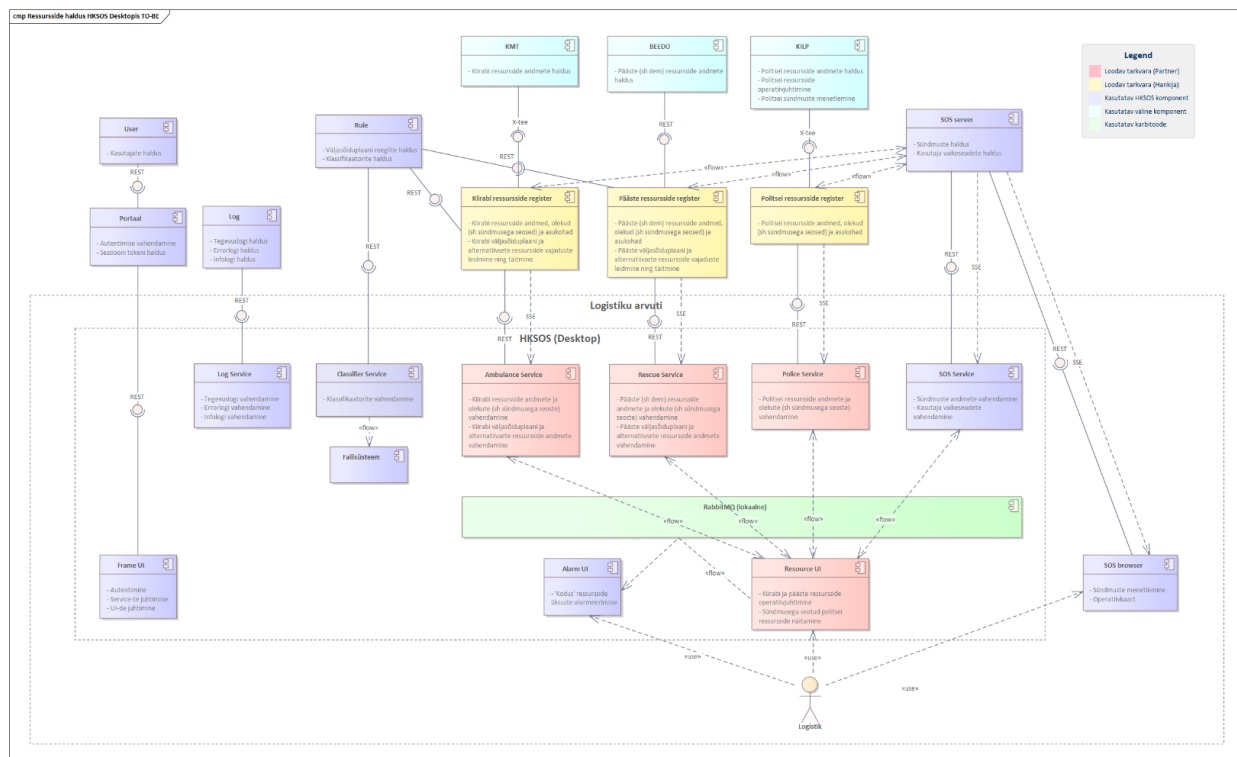 cmp Ressursside haldus HKSOS Desktopis TO-BE
KMT
- Kiirabi ressursside andmete haldus
BEEDO
- Pääste (sh dem) ressursside andmete
haldus
KILP
- Politsei ressursside andmete haldus
- Politsei ressursside
operatiivjuhtimine
- Politsei sündmuste menetlemine
Legend
Loodav tarkvara (Partner)
Loodav tarkvara (Hankija)
Kasutatav HKSOS komponent
Kasutatav väline komponent
Kasutatav karbitoode
User
- Kasutajate haldus
Rule
- Väljasõiduplaani reeglite haldus
- Klassifikaatorite haldus
SOS server
- Sündmuste haldus
- Kasutaja vaikeseadete haldus
X-tee
REST
X-tee
REST
REST
REST
«flow»
«flow»
«flow»
Portaal
- Autentimise vahendamine
- Sessiooni tokeni haldus
Log
- Tegevuslogi haldus
- Errorlogi haldus
- Infologi haldus
Kiirabi ressursside register
- Kiirabi ressursside andmed, olekud
(sh sündmusega seosed) ja asukohad
- Kiirabi väljasõiduplaani ja
alternatiivsete ressursside vajaduste
leidmine ning täitmine
Pääste ressursside register
- Pääste (sh dem) ressursside andmed,
olekud (sh sündmusega seosed) ja
asukohad
- Pääste väljasõiduplaani ja
alternatiivsete ressursside vajaduste
leidmine ning täitmine
Politsei ressursside register
- Politsei ressursside andmed, olekud
(sh sündmusega seosed) ja asukohad
REST
REST
SSE
REST
REST
SSE
REST
SSE
REST
SSE
REST
SSE
Logistiku arvuti
HKSOS (Desktop)
REST
Log Service
- Tegevuslogi vahendamine
- Errorlogi vahendamine
- Infologi vahendamine
Classifier Service
- Klassifikaatorite vahendamine
Ambulance Service
- Kiirabi ressursside andmete ja
olekute (sh sündmusega seoste)
vahendamine
- Kiirabi väljasõiduplaani ja
alternatiivsete ressursside andmete
vahendamine
Rescue Service
- Pääste (sh dem) ressursside
andmete ja olekute (sh sündmusega
seoste) vahendamine
- Pääste väljasõiduplaani ja
alternatiivsete ressursside andmete
vahendamine
Police Service
- Politsei ressursside andmete ja
olekute (sh sündmusega seoste)
vahendamine
SOS Service
- Sündmuste andmete vahendamine
- Kasutaja vaikeseadete
vahendamine
«flow»
Failisüsteem
RabbitMQ (lokaalne)
«flow»
«flow»
«flow»
«flow»
«flow»
Frame UI
- Autentimine
- Service-te juhtimine
- UI-de juhtimine
Alarm UI
- 'Kodus' ressursside
üksuste alarmeerimine
Resource UI
- Kiirabi ja pääste ressursside
operatiivjuhtimine
- Sündmusega seotud politsei
ressursside näitamine
SOS browser
- Sündmuste menetlemine
- Operatiivkaart
«use»
«use»
«use»
Logistik